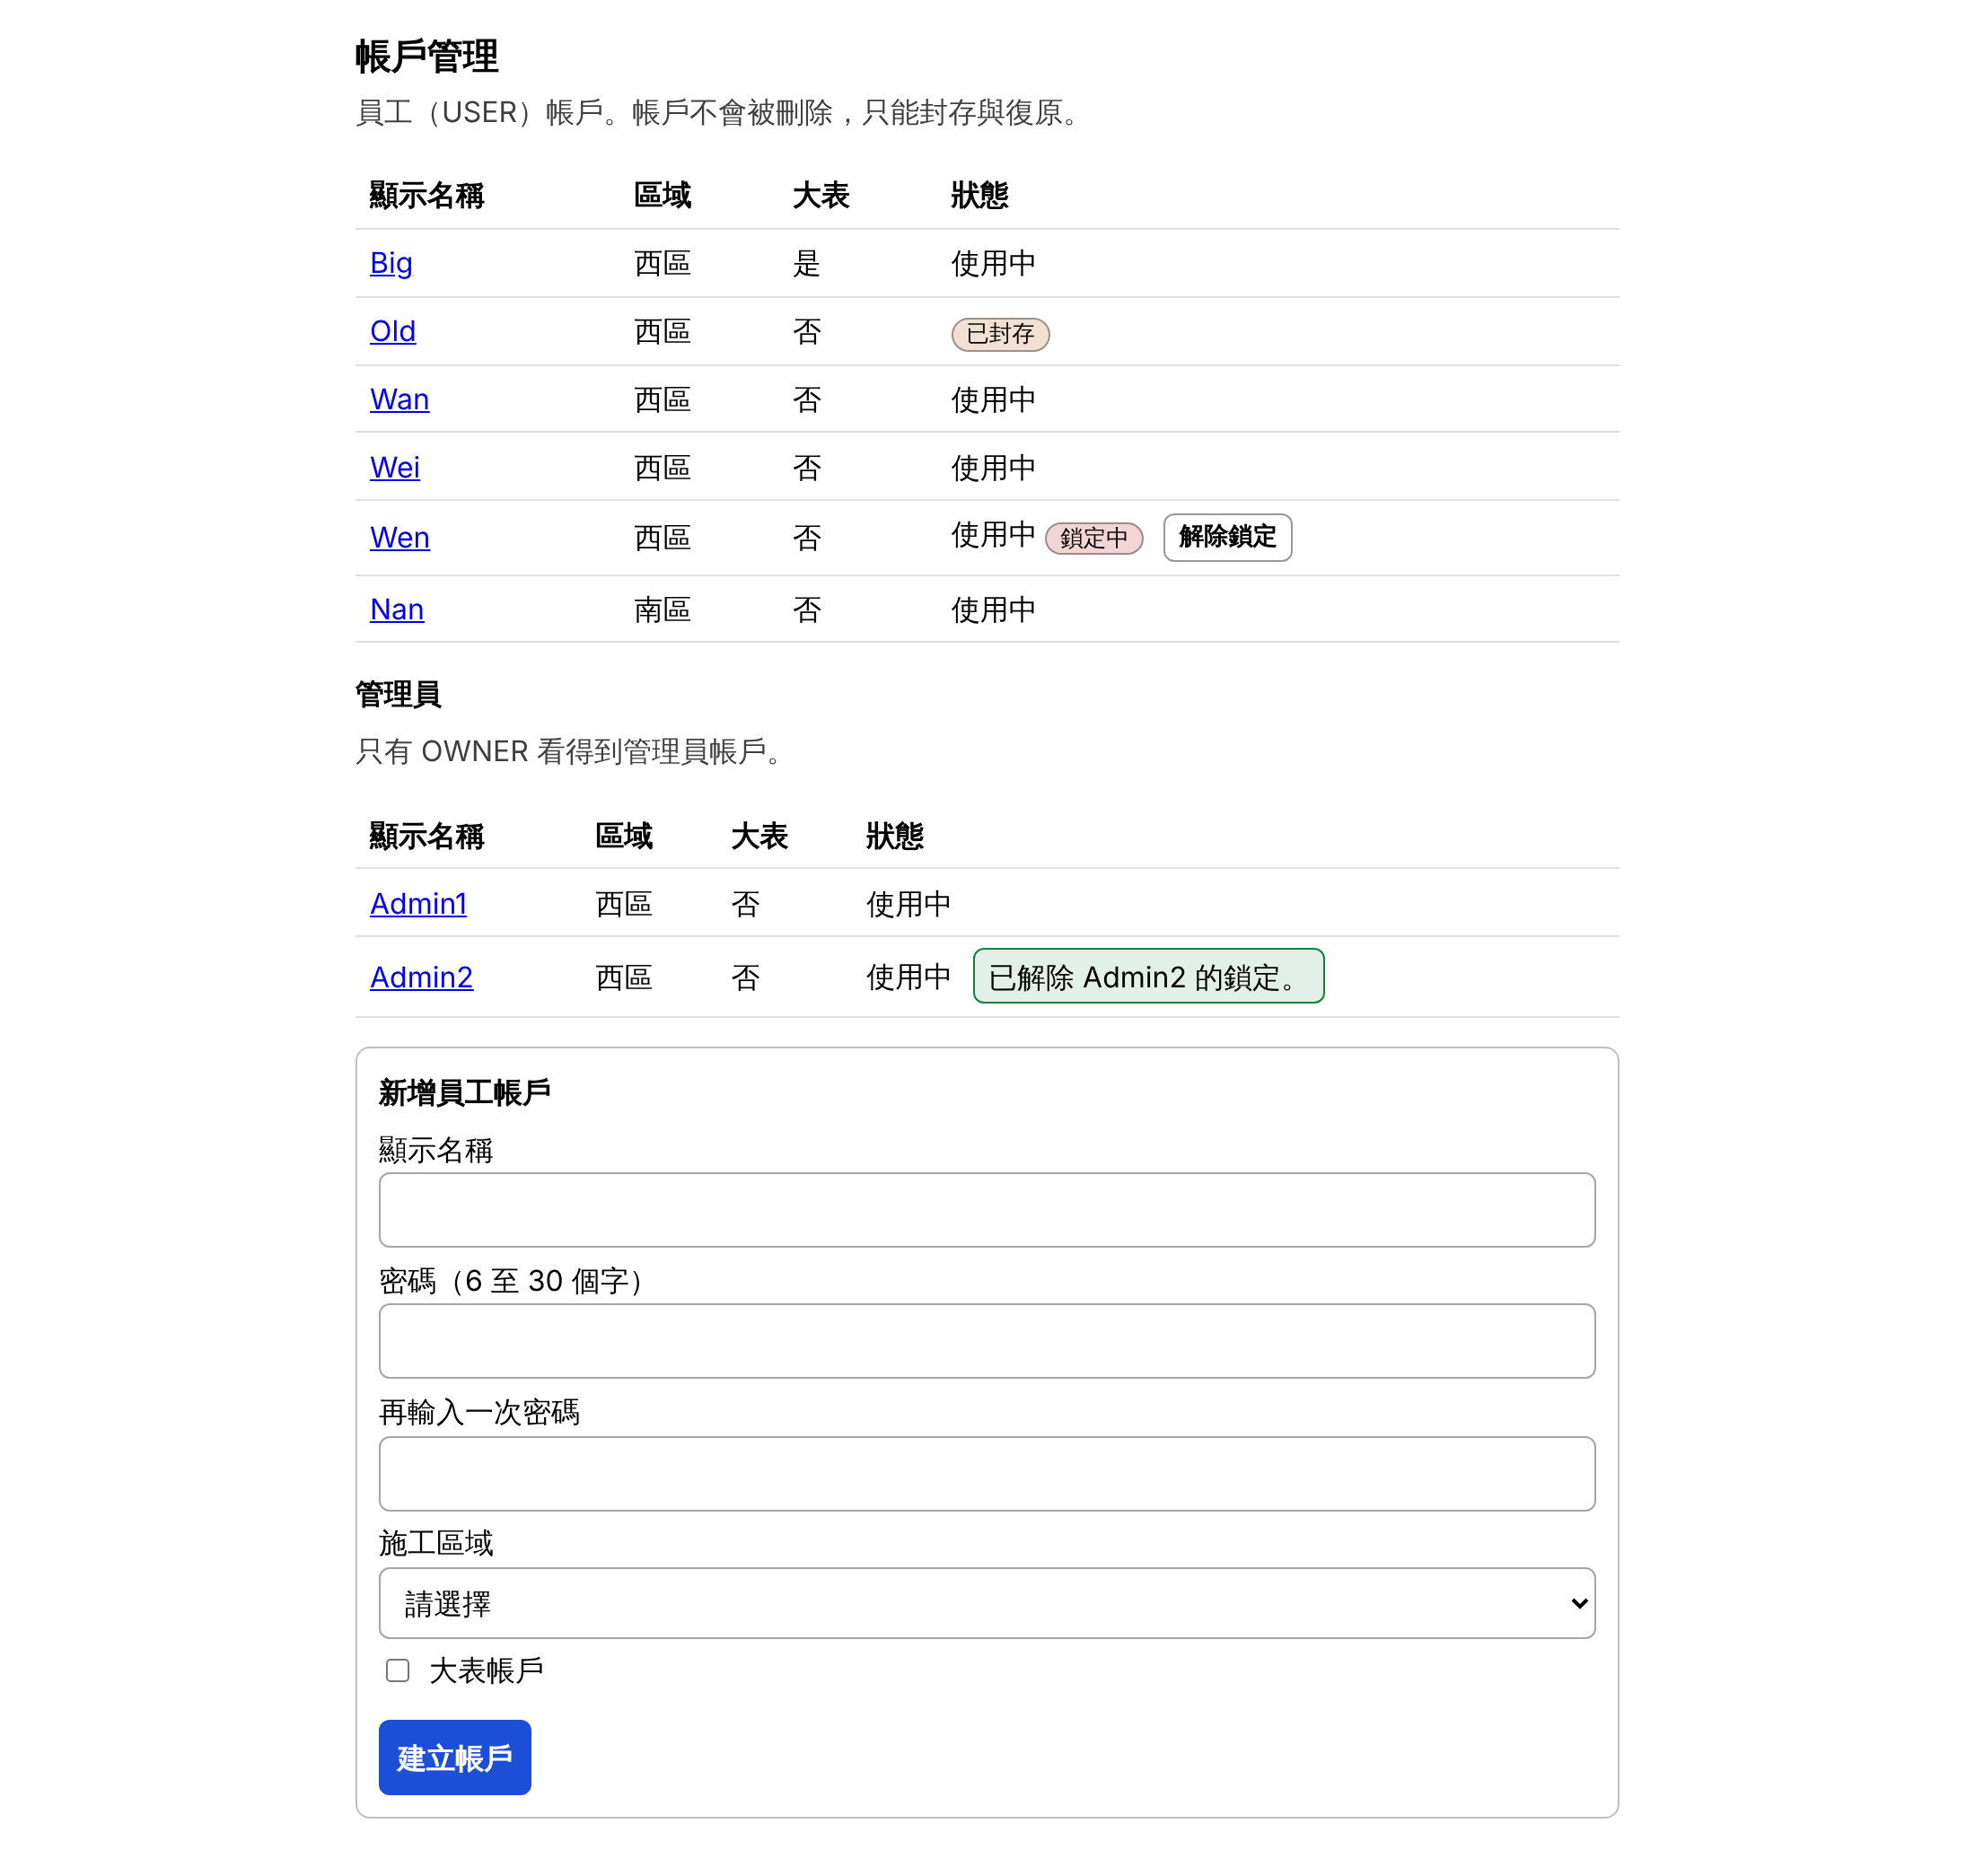 帳戶管理
員工（USER）帳戶。帳戶不會被刪除，只能封存與復原。
顯示名稱 區域 大表 狀態
Big 西區 是 使用中
Old 西區 否 已封存
Wan 西區 否 使用中
Wei 西區 否 使用中
Wen 西區 否 使用中 鎖定中 解除鎖定
Nan 南區 否 使用中
管理員
只有 OWNER 看得到管理員帳戶。
顯示名稱 區域 大表 狀態
Admin1 西區 否 使用中
Admin2 西區 否 使用中 已解除 Admin2 的鎖定。
新增員工帳戶
顯示名稱
密碼（6 至 30 個字）
再輸入一次密碼
施工區域
請選擇
大表帳戶
建立帳戶